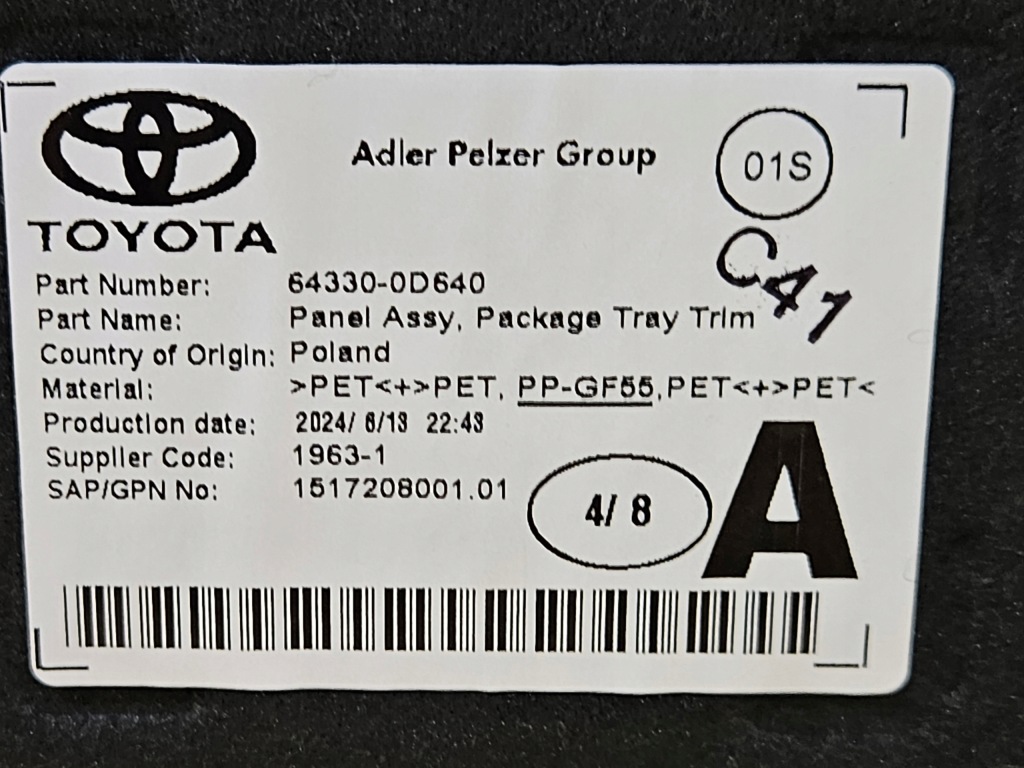 Adler Pelzer Group
01S
TOYOTA
C41
Part Number: 64330-0D640
Part Name: Panel Assy, Package Tray Trim
Country of Origin: Poland
Material: >PET<+>PET, PP-GF55,PET<+>PET<
Production date: 2024/ 6/13 22:43
Supplier Code: 1963-1
SAP/GPN No: 1517208001.01
4/ 8
A